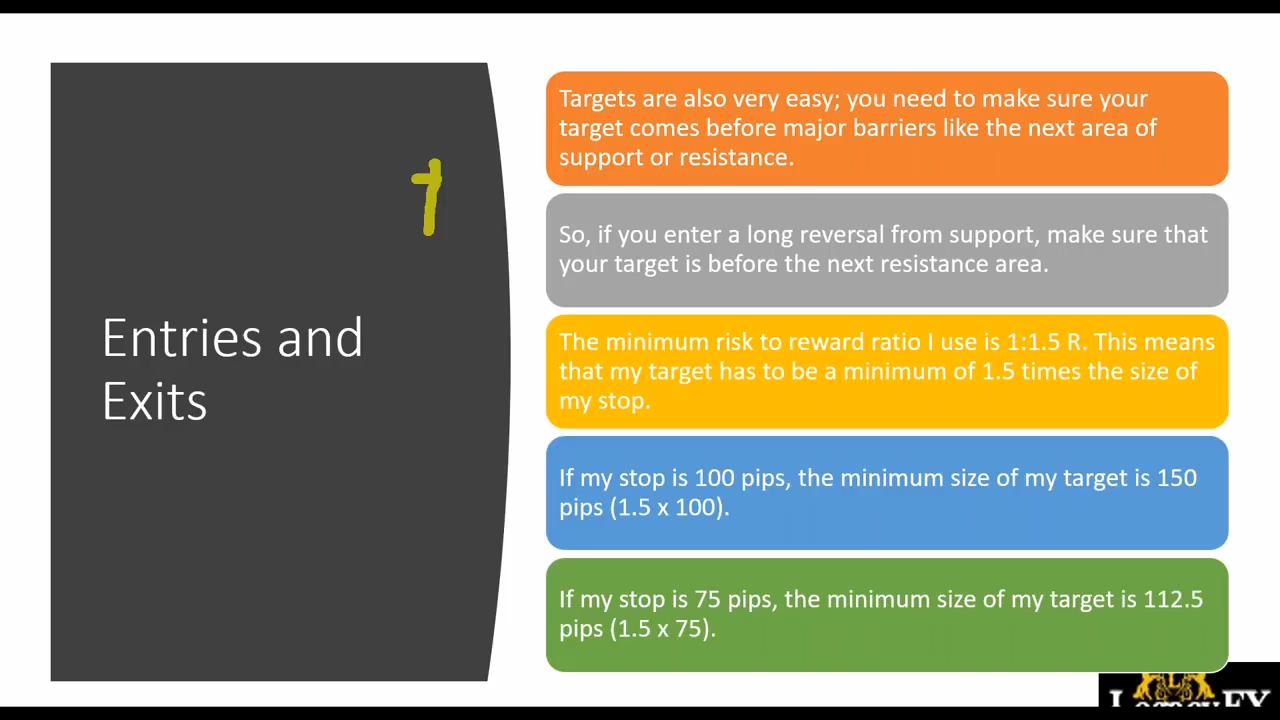 Entries and
Exits
Targets are also very easy; you need to make sure your
target comes before major barriers like the next area of
support or resistance.
So, if you enter a long reversal from support, make sure that
your target is before the next resistance area.
The minimum risk to reward ratio I use is 1:1.5 R. This means
that my target has to be a minimum of 1.5 times the size of
my stop.
If my stop is 100 pips, the minimum size of my target is 150
pips (1.5 x 100).
If my stop is 75 pips, the minimum size of my target is 112.5
pips (1.5 x 75).